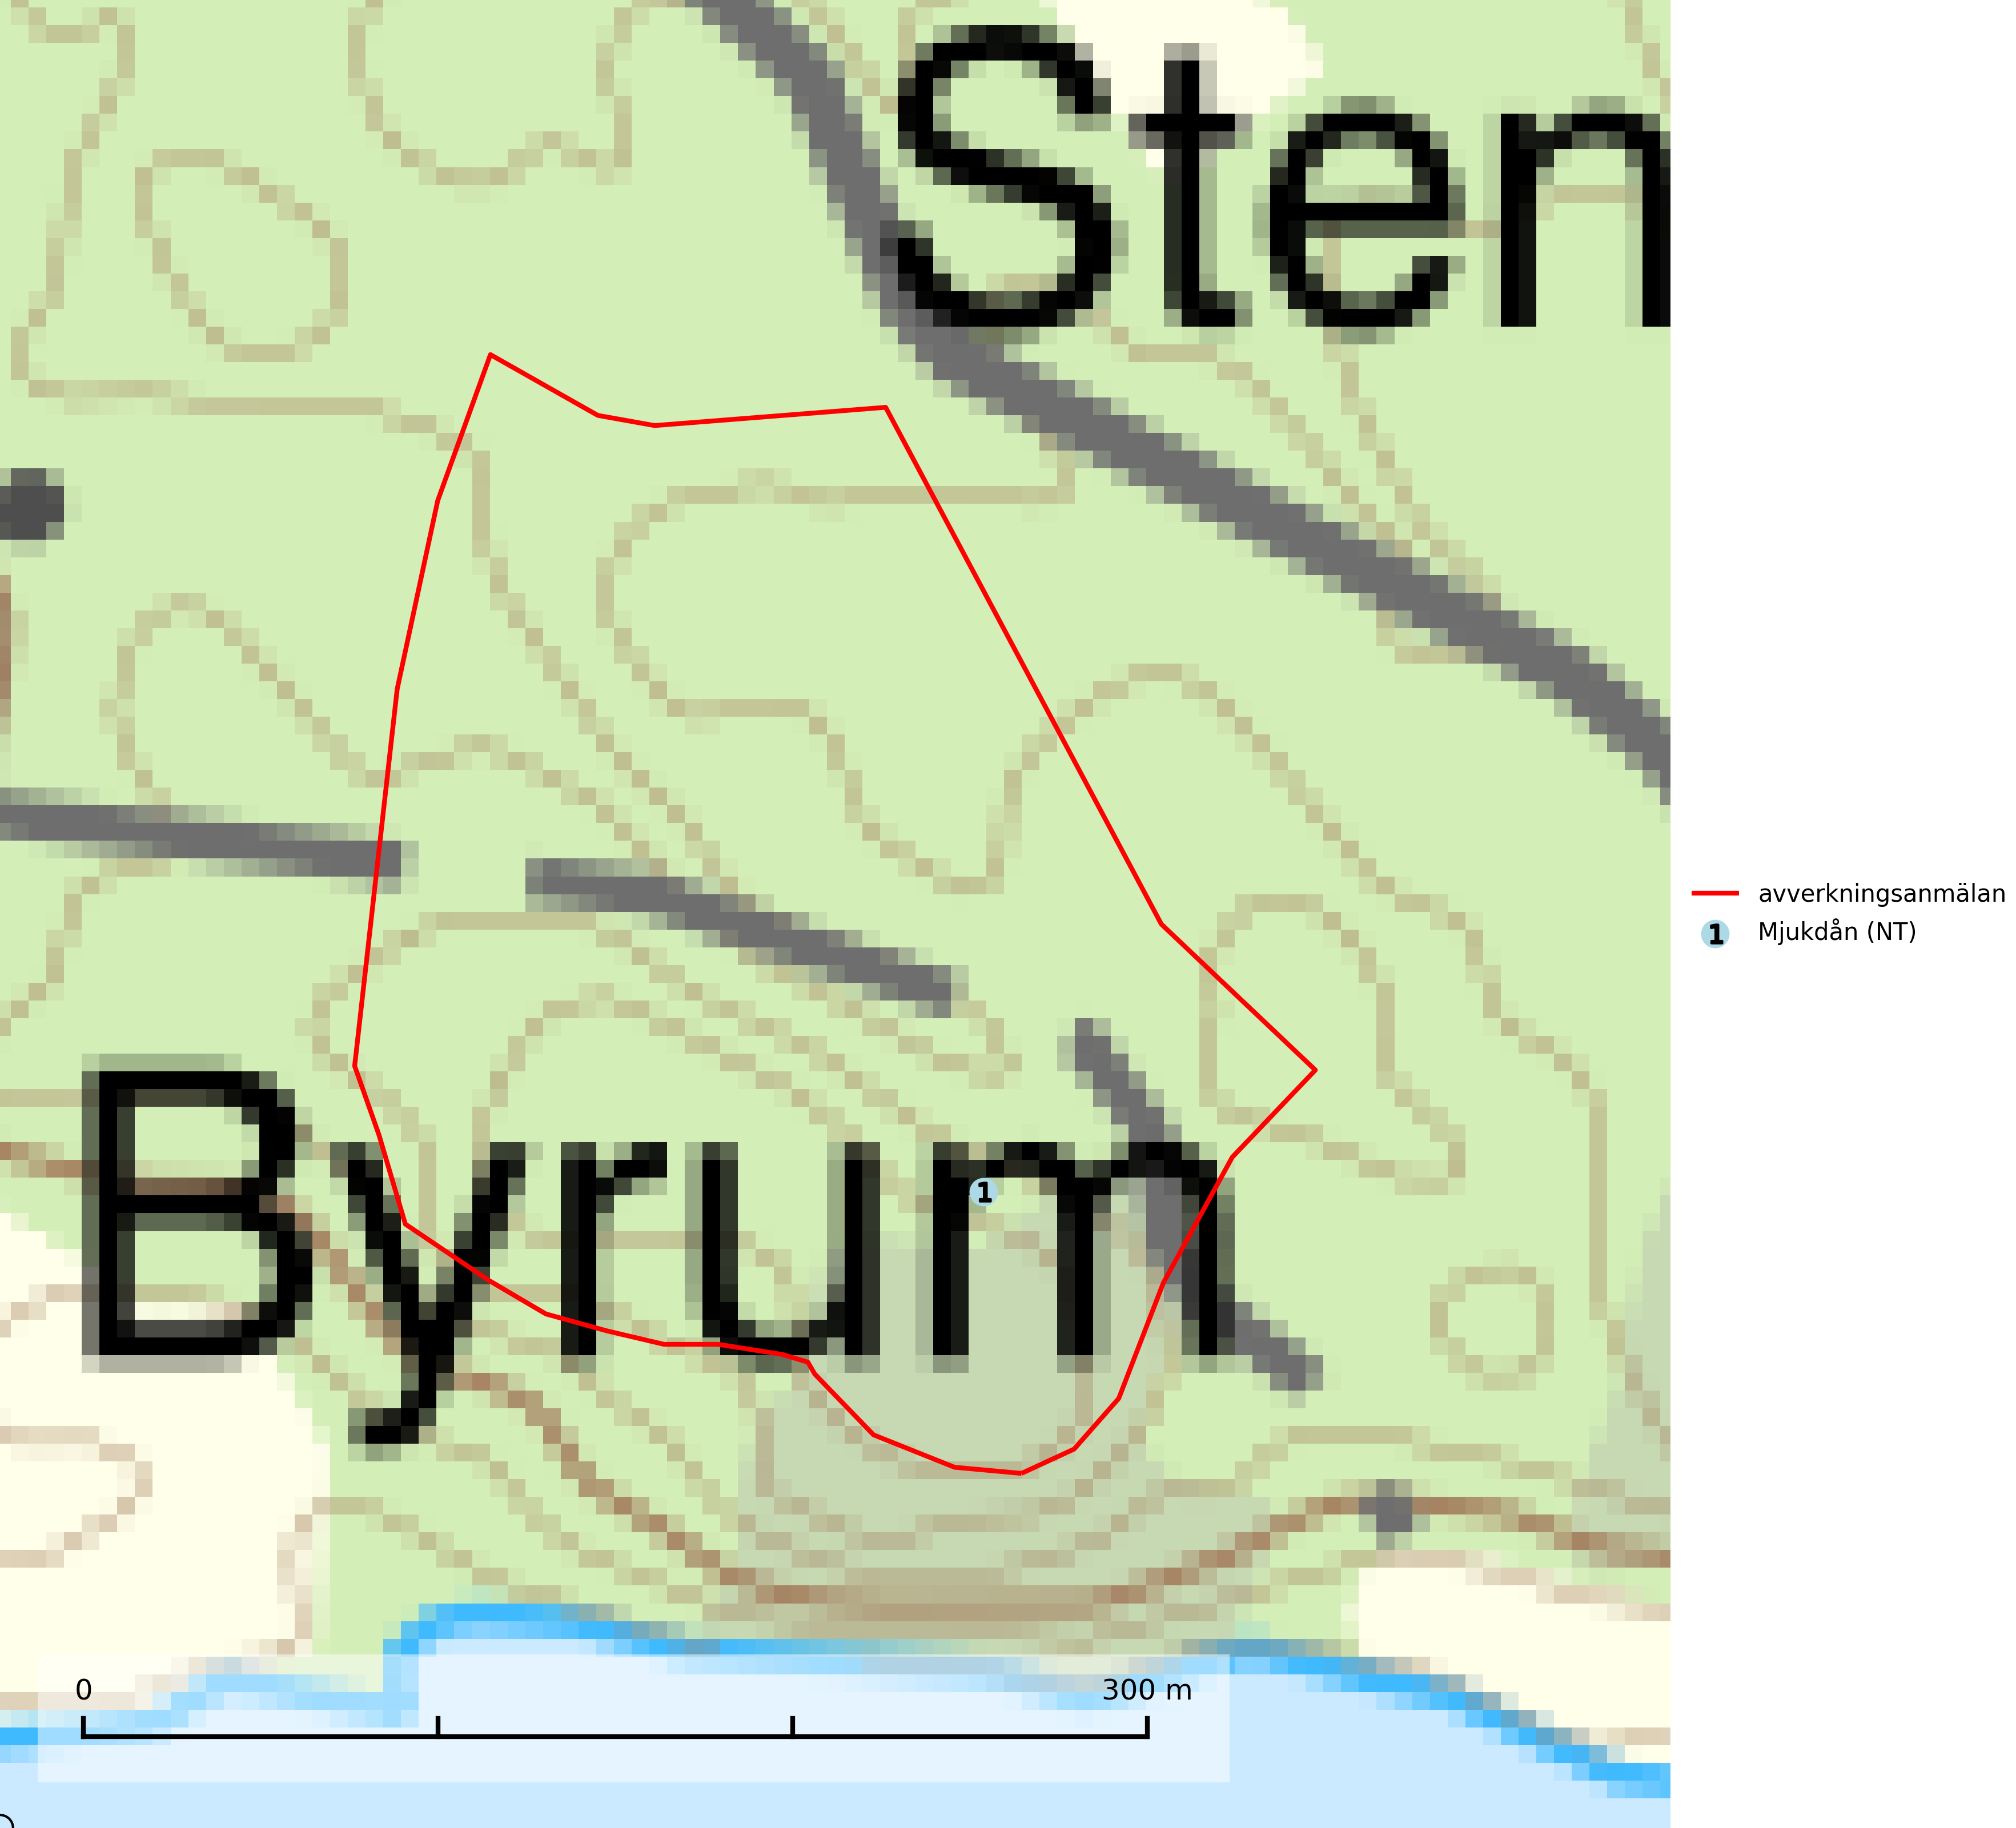 Sten
avverkningsanmälan
1 Mjukdån (NT)
Byrum
1
0 300 m